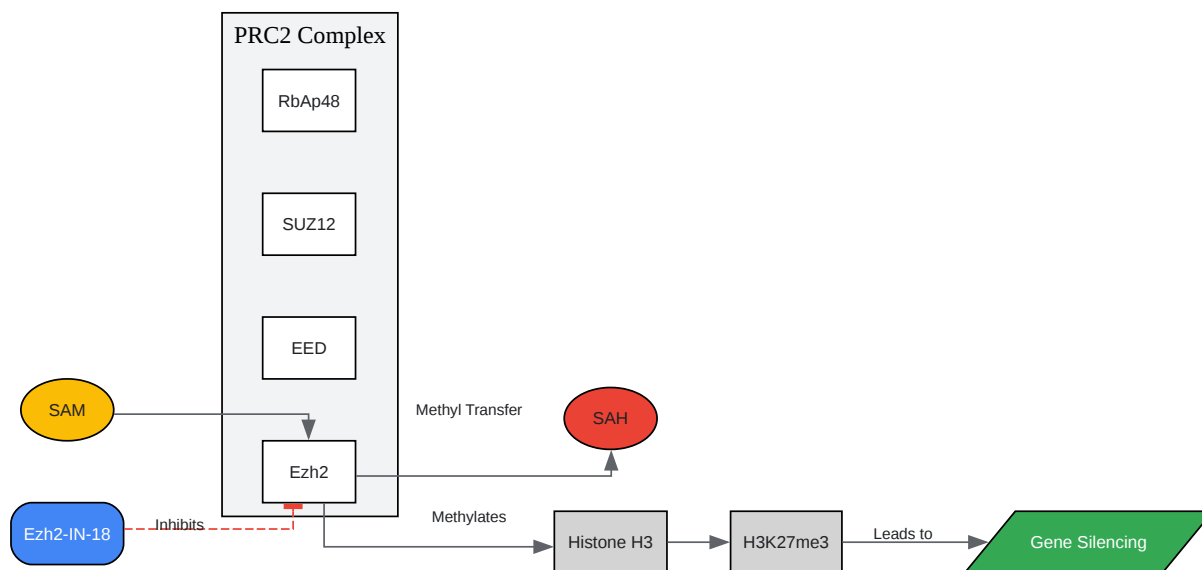 PRC2 Complex
RbAp48
SUZ12
EED
SAM
Methyl Transfer
SAH
Ezh2
Ezh2-IN-18
Inhibits
Methylates
Histone H3
H3K27me3
Leads to
Gene Silencing